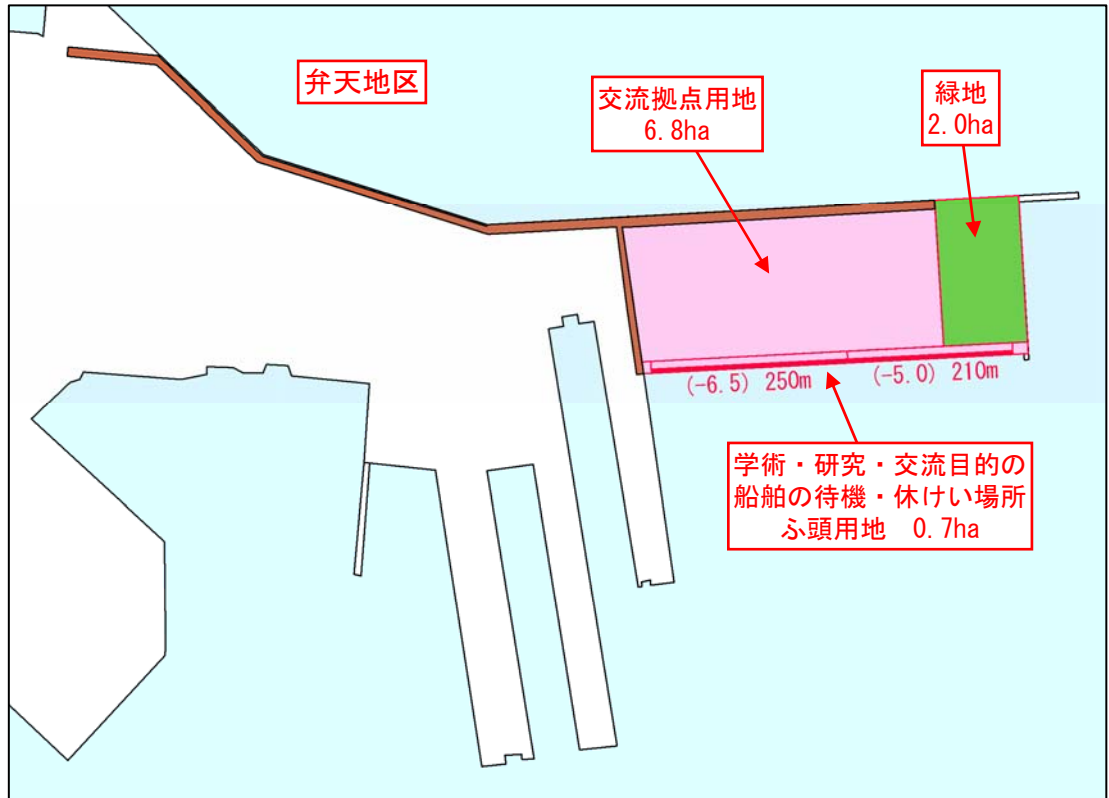 弁天地区
交流拠点用地
6.8ha
緑地
2.0ha
(-6.5) 250m
(-5.0) 210m
学術・研究・交流目的の
船舶の待機・休けい場所
ふ頭用地　0.7ha